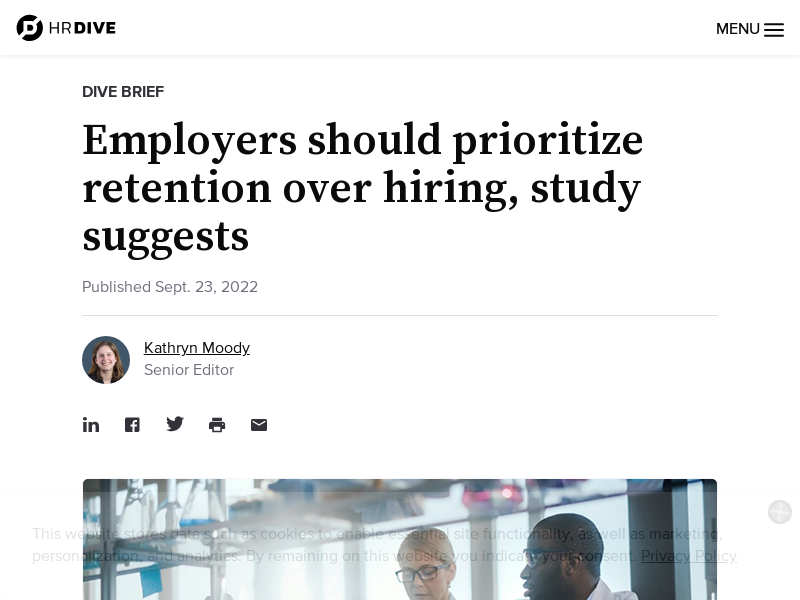 HRDIVE
MENU
DIVE BRIEF
Employers should prioritize
retention over hiring, study
suggests
Published Sept. 23, 2022
Kathryn Moody
Senior Editor
This website stores data such as cookies to enable essential site functionality, as well as marketing,
personalization, and analytics. By remaining on this website you indicate your consent. Privacy Policy